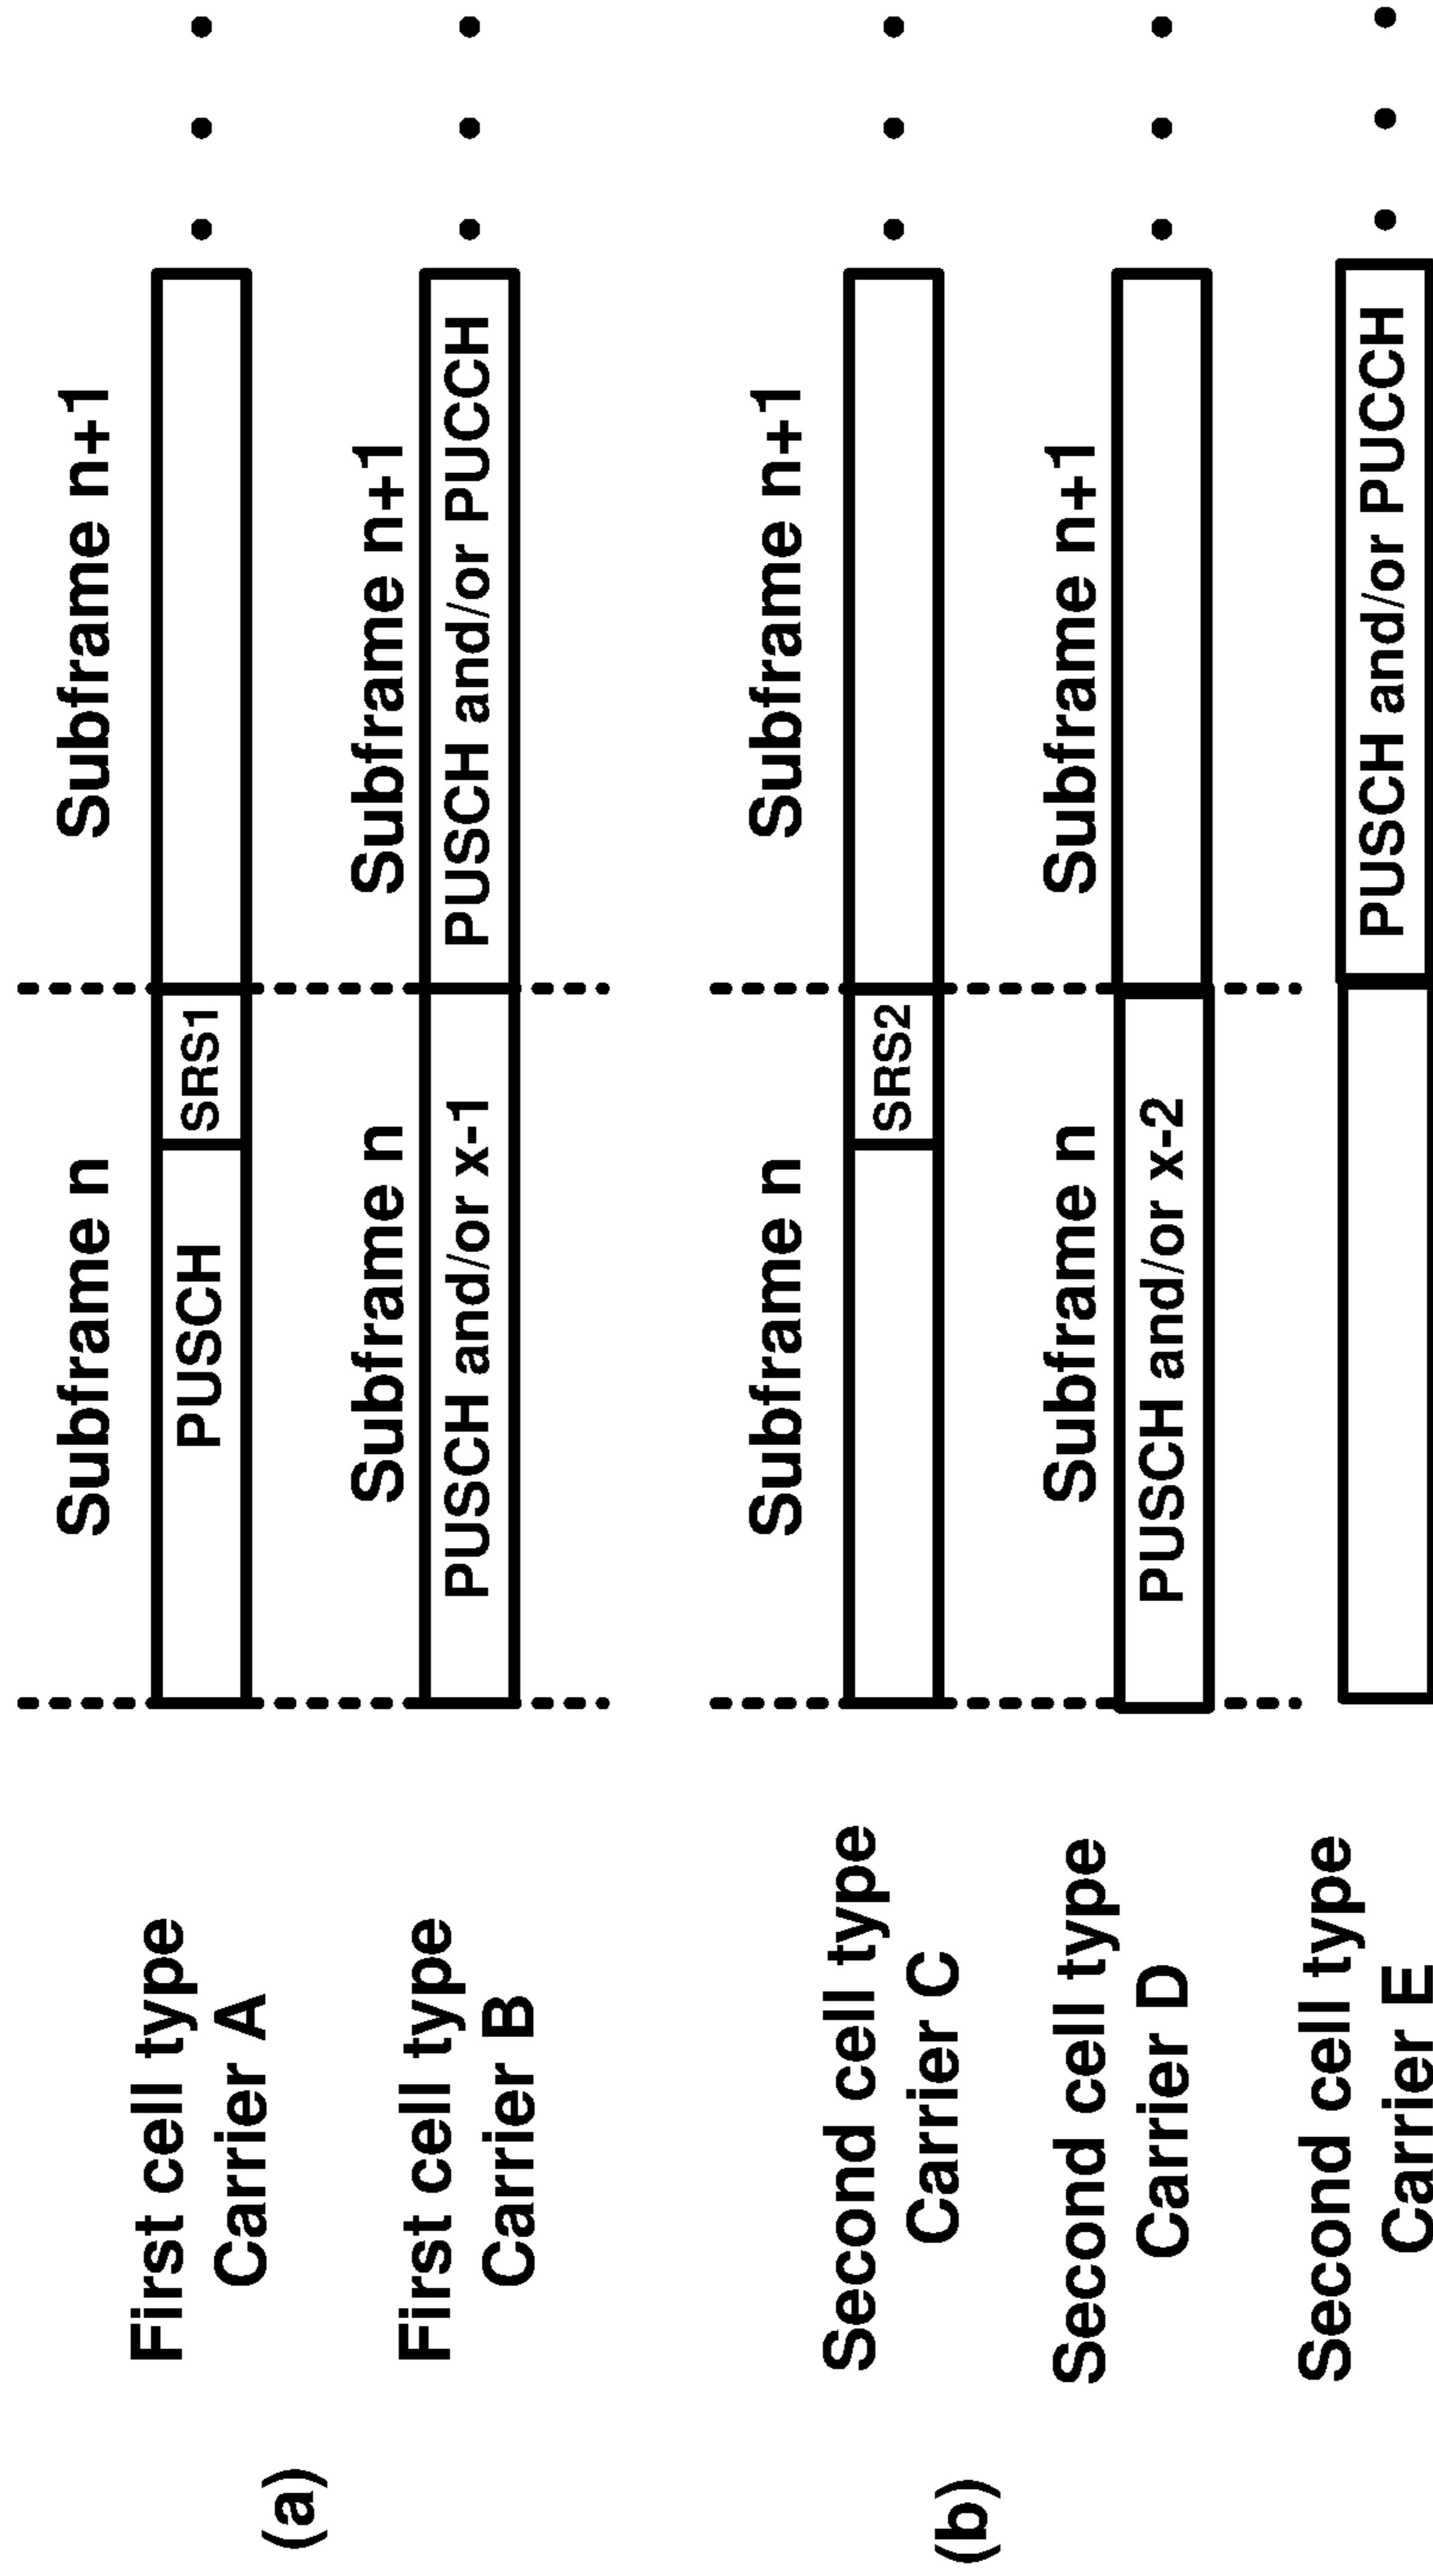 (a)
Subframe n
Subframe n+1
First cell type
Carrier A
PUSCH
SRS1
Subframe n
Subframe n+1
First cell type
Carrier B
PUSCH and/or x-1
PUSCH and/or PUCCH
(b)
Subframe n
Subframe n+1
Second cell type
Carrier C
SRS2
Subframe n
Subframe n+1
Second cell type
Carrier D
PUSCH and/or x-2
Second cell type
Carrier E
PUSCH and/or PUCCH